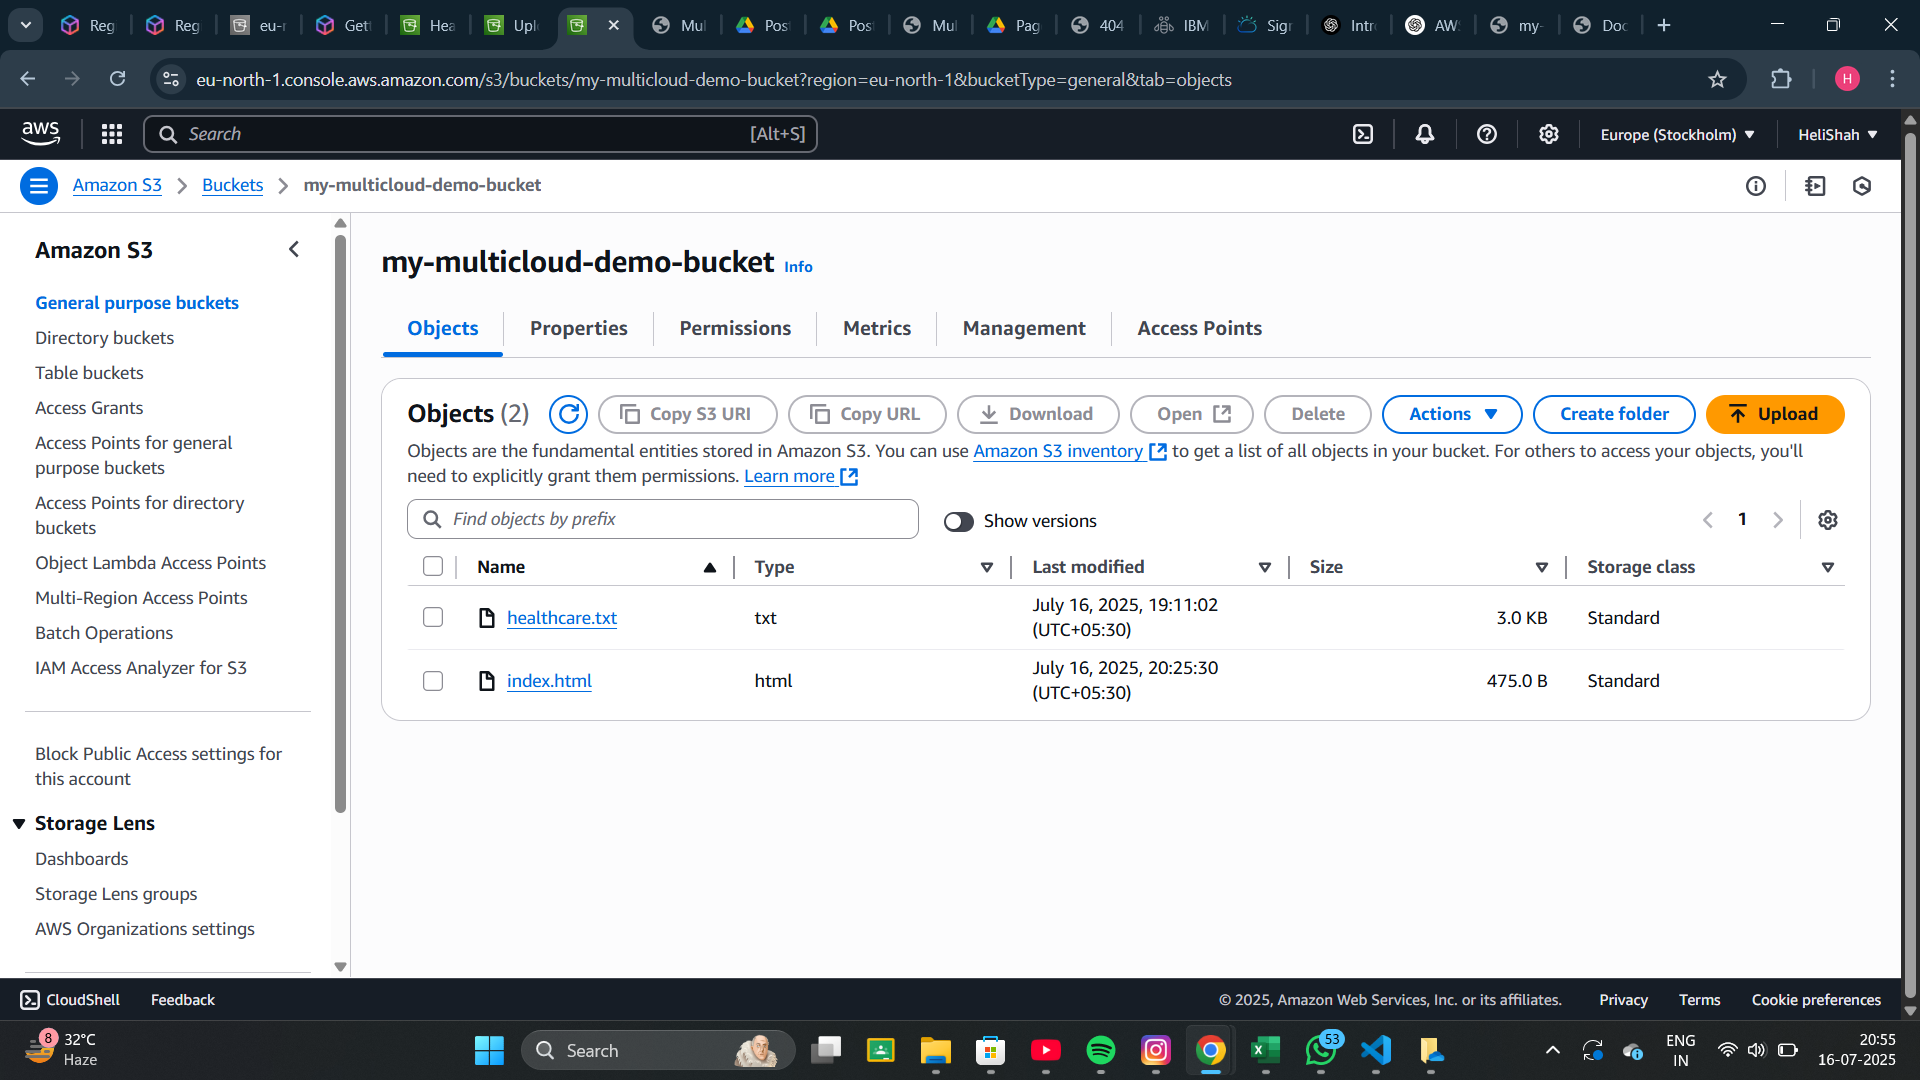 Reg
Reg
eu-n
Gett
Hea
Uplo
Mul
Post
Post
Mul
Pag
404
IBM
Sign
Intro
AWS
my-
Doc
eu-north-1.console.aws.amazon.com/s3/buckets/my-multicloud-demo-bucket?region=eu-north-1&bucketType=general&tab=objects
H
aws
Search
[Alt+S]
Europe (Stockholm)
HeliShah
Amazon S3
Buckets
my-multicloud-demo-bucket
Amazon S3
General purpose buckets
Directory buckets
Table buckets
Access Grants
Access Points for general
purpose buckets
Access Points for directory
buckets
Object Lambda Access Points
Multi-Region Access Points
Batch Operations
IAM Access Analyzer for S3
Block Public Access settings for
this account
Storage Lens
Dashboards
Storage Lens groups
AWS Organizations settings
my-multicloud-demo-bucket Info
Objects
Properties
Permissions
Metrics
Management
Access Points
Objects (2)
Copy S3 URI
Copy URL
Download
Open
Delete
Actions
Create folder
Upload
Objects are the fundamental entities stored in Amazon S3. You can use Amazon S3 inventory to get a list of all objects in your bucket. For others to access your objects, you'll
need to explicitly grant them permissions. Learn more
Find objects by prefix
Show versions
1
Name
Type
Last modified
Size
Storage class
healthcare.txt
txt
July 16, 2025, 19:11:02
(UTC+05:30)
3.0 KB
Standard
index.html
html
July 16, 2025, 20:25:30
(UTC+05:30)
475.0 B
Standard
CloudShell
Feedback
© 2025, Amazon Web Services, Inc. or its affiliates.
Privacy
Terms
Cookie preferences
8
32°C
Haze
Search
53
ENG
IN
20:55
16-07-2025